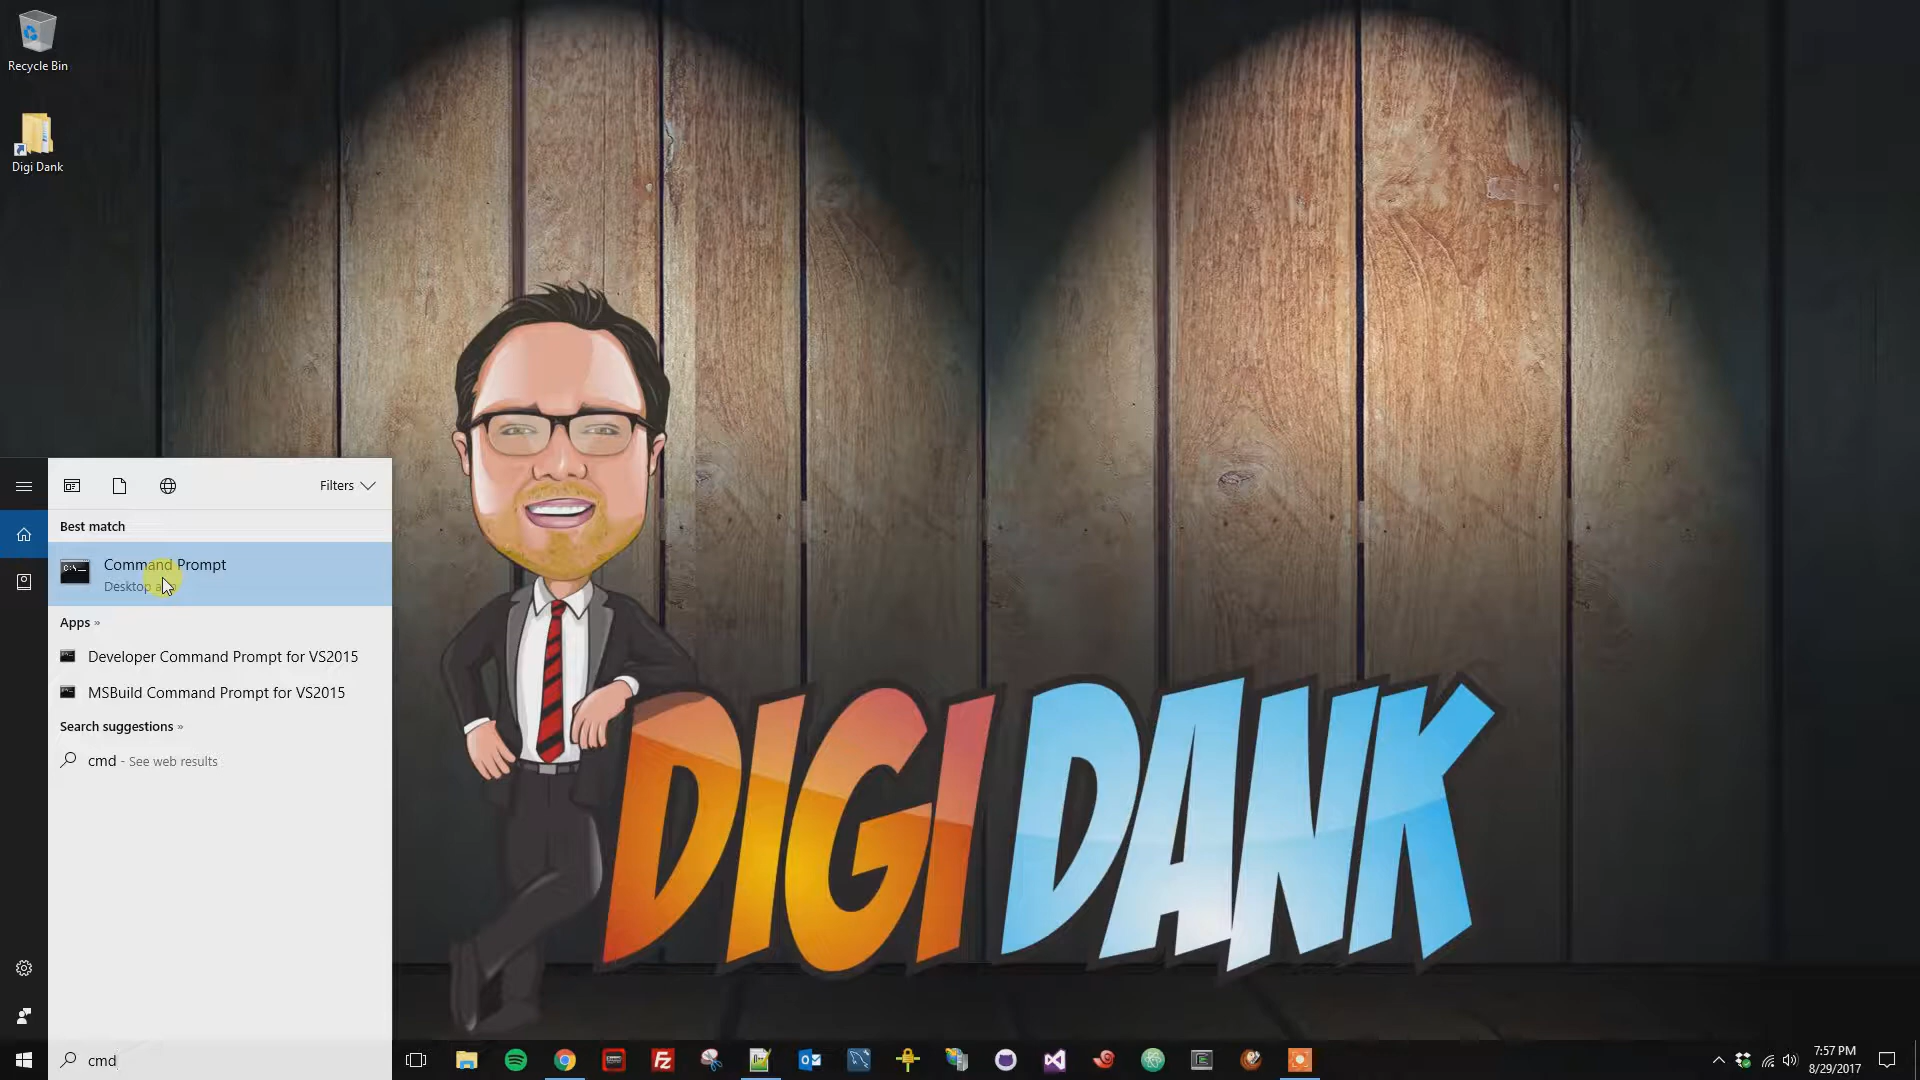 Recycle Bin
Digi Dank
Filters
Best match
Command Prompt
Desktop
Apps »
Developer Command Prompt for VS2015
MSBuild Command Prompt for VS2015
Search suggestions »
cmd - See web results
DIGI DANK
cmd
7:57 PM
8/29/2017